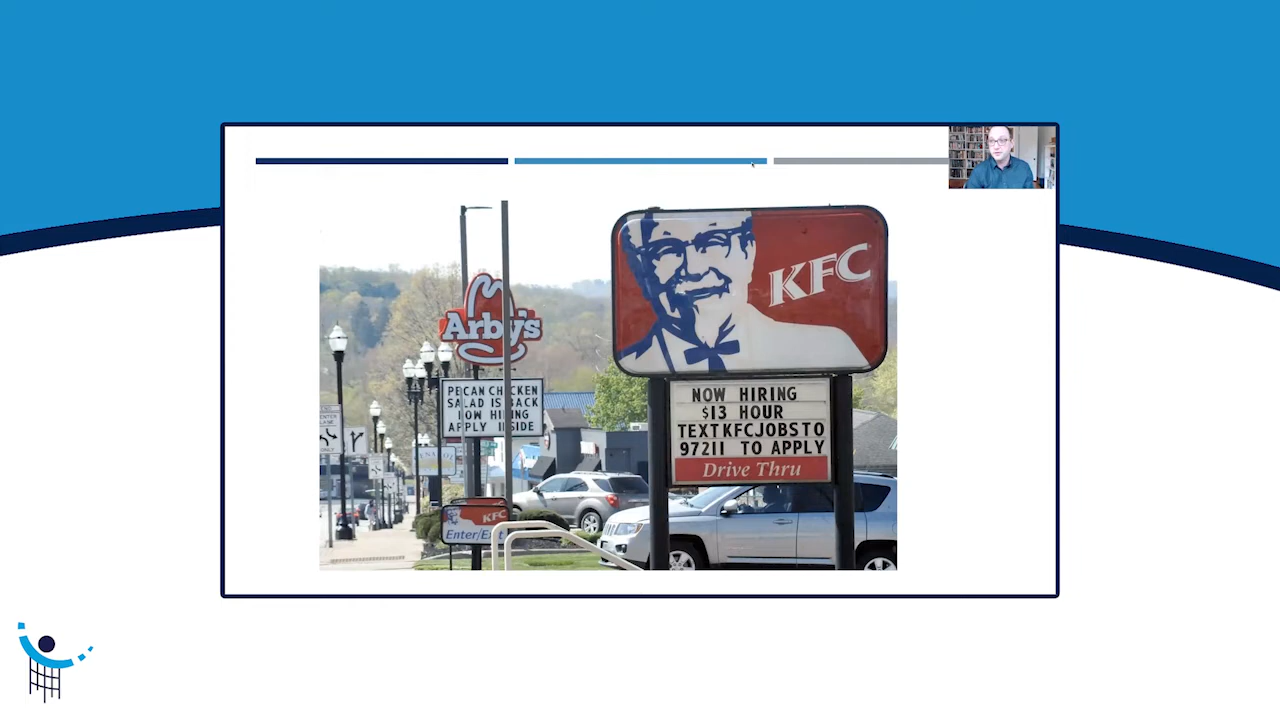 Arby's
PECAN CHICKEN
SALAD IS BACK
NOW HIRING
APPLY INSIDE
KFC
NOW HIRING
$13 HOUR
TEXT KFCJOBS TO
97211 TO APPLY
Drive Thru
KFC
Enter/Exit
ONLY